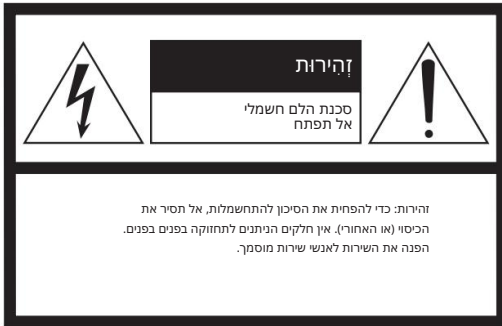 זְהִירוּת
סכנת הלם חשמלי
אל תפתח
זהירות: כדי להפחית את הסיכון להתחשמלות, אל תסיר את
הכיסוי (או האחורי). אין חלקים הניתנים לתחזוקה בפנים בפנים.
הפנה את השירות לאנשי שירות מוסמך.